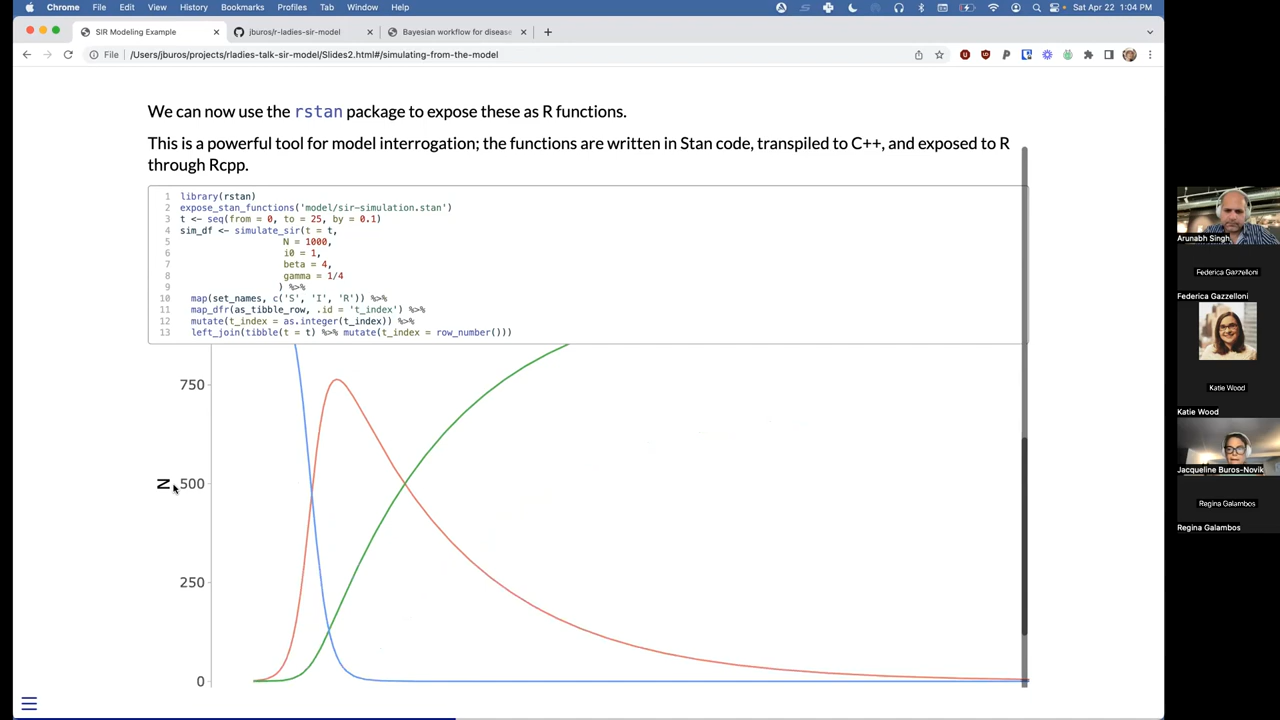 Chrome File Edit View History Bookmarks Profiles Tab Window Help Sat Apr 22 1:04 PM
SIR Modeling Example jburos/r-ladies-sir-model Bayesian workflow for disease
File /Users/jburos/projects/rladies-talk-sir-model/Slides2.html#/simulating-from-the-model
We can now use the rstan package to expose these as R functions.
This is a powerful tool for model interrogation; the functions are written in Stan code, transpiled to C++, and exposed to R
through Rcpp.
1 library(rstan)
2 expose_stan_functions('model/sir-simulation.stan')
3 t <- seq(from = 0, to = 25, by = 0.1)
4 sim_df <- simulate_sir(t = t,
5 N = 1000,
6 i0 = 1,
7 beta = 4,
8 gamma = 1/4
9 ) %>%
10 map(set_names, c('S', 'I', 'R')) %>%
11 map_dfr(as_tibble_row, .id = 't_index') %>%
12 mutate(t_index = as.integer(t_index)) %>%
13 left_join(tibble(t = t) %>% mutate(t_index = row_number()))
750
N
500
250
0
Arunabh Singh
Federica Gazzelloni
Federica Gazzelloni
Katie Wood
Katie Wood
Jacqueline Buros-Novik
Regina Galambos
Regina Galambos